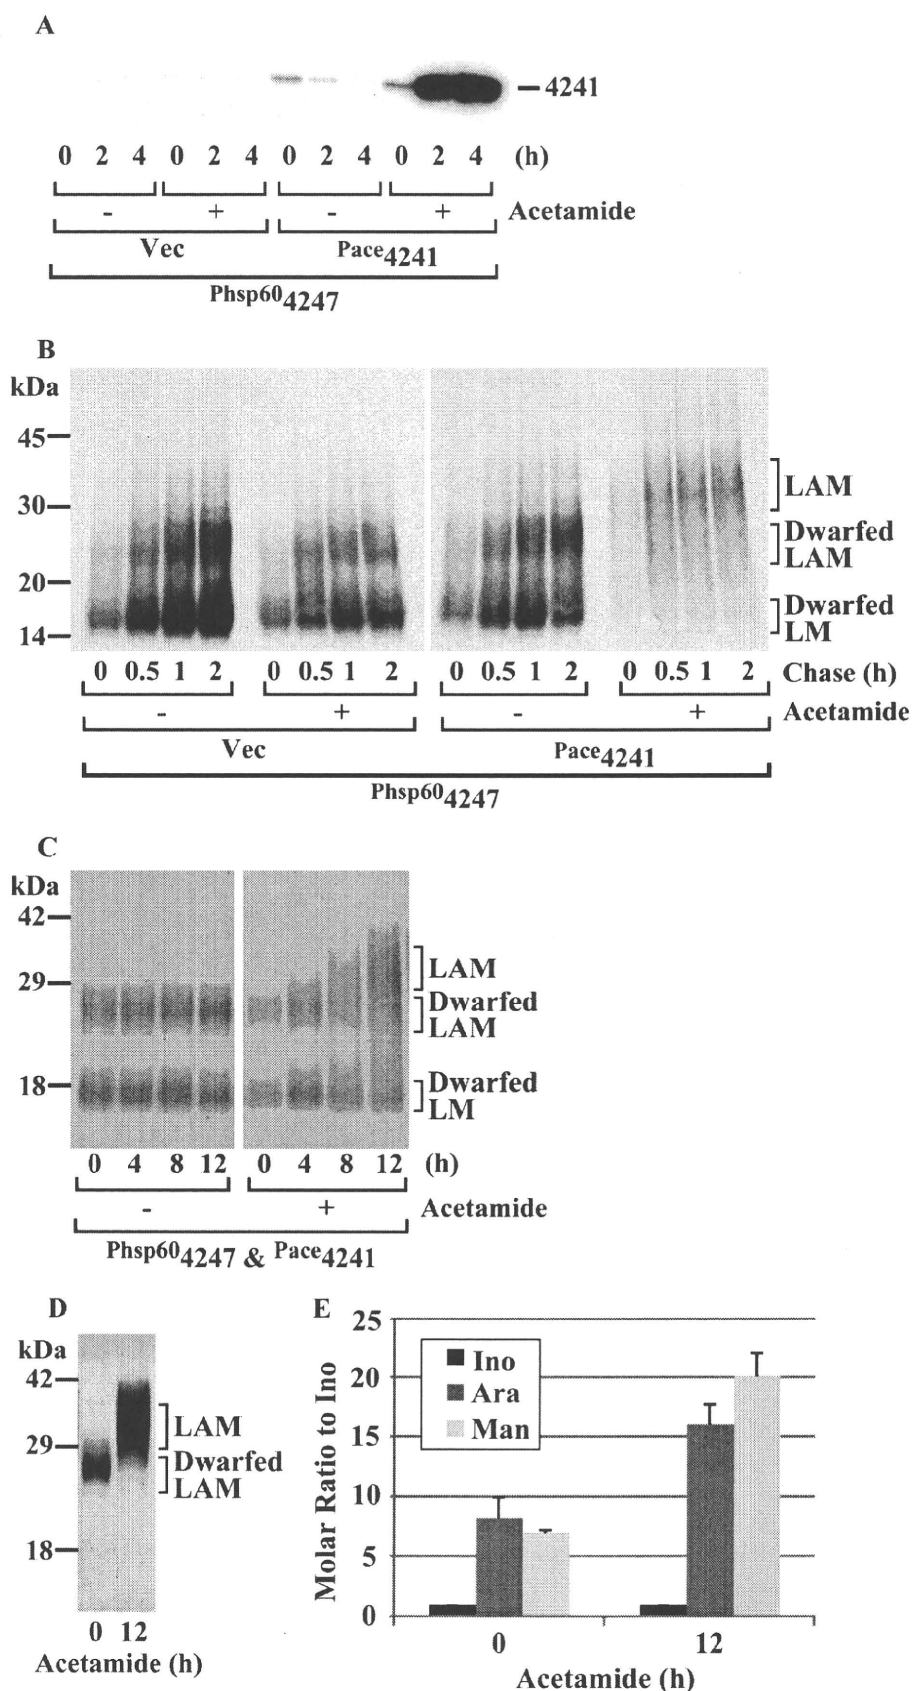 A
4241
0 2 4 0 2 4 0 2 4 0 2 4 (h)
- + - + Acetamide
Vec Pace4241
Phsp604247
B
kDa
45
30
20
14
LAM
Dwarfed
LAM
Dwarfed
LM
0 0.5 1 2 0 0.5 1 2 0 0.5 1 2 0 0.5 1 2 Chase (h)
- + - + Acetamide
Vec Pace4241
Phsp604247
C
kDa
42
29
18
LAM
Dwarfed
LAM
Dwarfed
LM
0 4 8 12 0 4 8 12 (h)
- + Acetamide
Phsp604247 & Pace4241
D
kDa
42
29
18
LAM
Dwarfed
LAM
0 12
Acetamide (h)
E
Molar Ratio to Ino
25
20
15
10
5
0
Ino
Ara
Man
0 12
Acetamide (h)